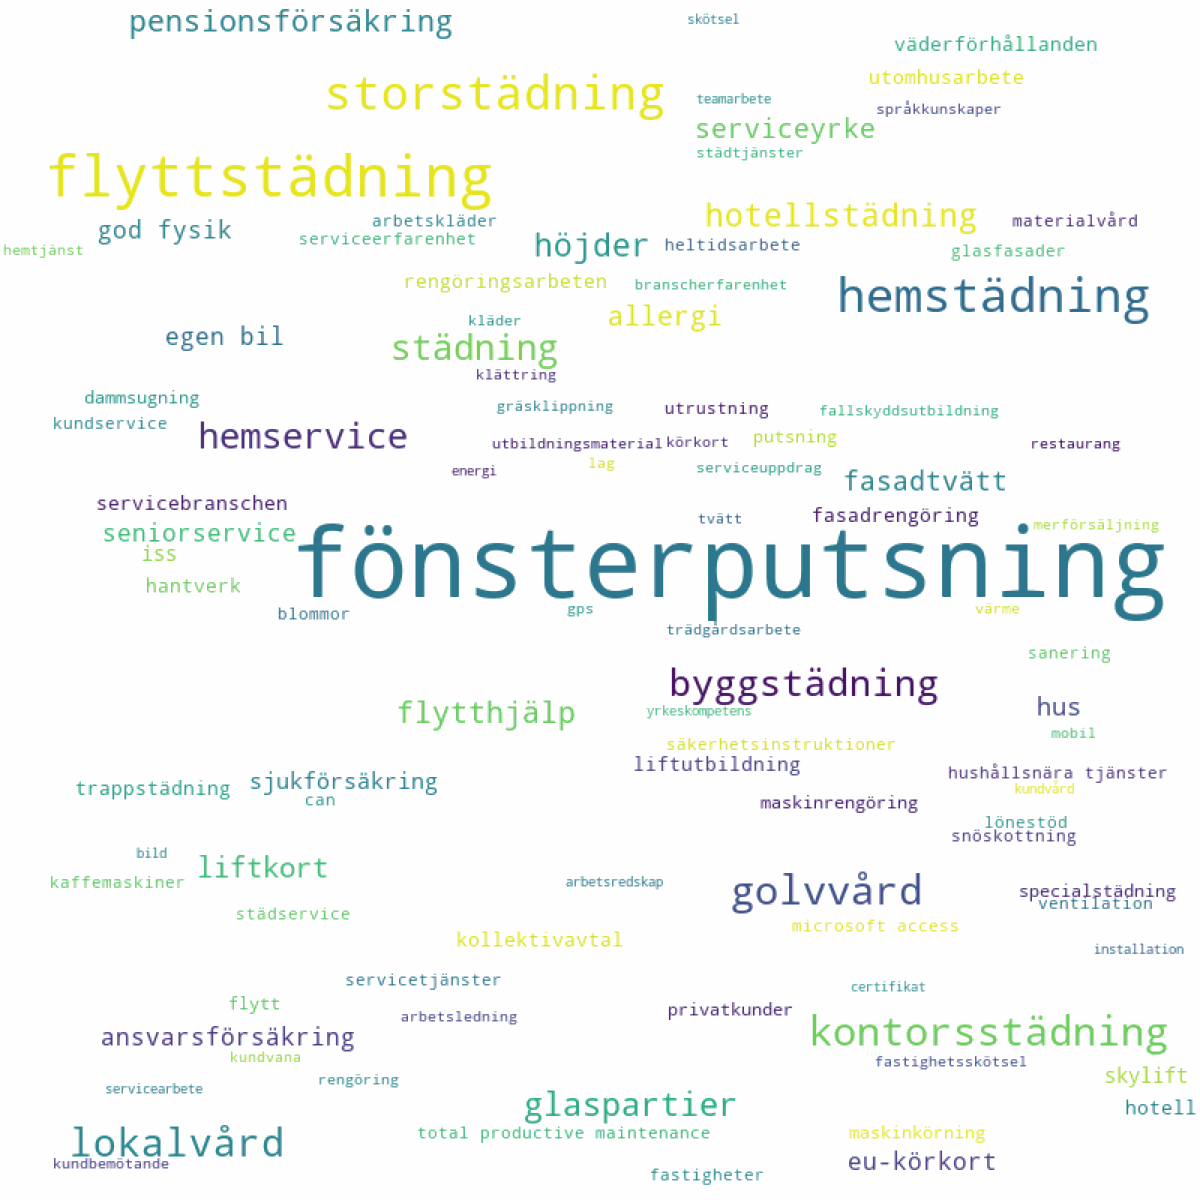 pensionsförsäkring
skötsel
väderförhållanden
storstädning
utomhusarbete
teamarbete
språkkunskaper
serviceyrke
städtjänster
flyttstädning
hotellstädning
god fysik
arbetskläder
materialvård
serviceerfarenhet
höjder
heltidsarbete
hemtjänst
glasfasader
rengöringsarbeten
branscherfarenhet
hemstädning
allergi
kläder
egen bil
städning
klättring
dammsugning
gräsklippning
utrustning
fallskyddsutbildning
kundservice
hemservice
utbildningsmaterial
körkort
putsning
restaurang
energi
lag
serviceuppdrag
fasadtvätt
servicebranschen
tvätt
fasadrengöring
merförsäljning
seniorservice
iss
fönsterputsning
hantverk
blommor
gps
värme
trädgårdsarbete
sanering
byggstädning
flytthjälp
yrkeskompetens
hus
mobil
säkerhetsinstruktioner
liftutbildning
hushållsnära tjänster
trappstädning
sjukförsäkring
kundvård
can
maskinrengöring
lönestöd
snöskottning
bild
liftkort
kaffemaskiner
arbetsredskap
golvvård
specialstädning
ventilation
städservice
microsoft access
kollektivavtal
installation
servicetjänster
certifikat
flytt
arbetsledning
privatkunder
ansvarsförsäkring
kontorsstädning
kundvana
fastighetsskötsel
rengöring
skylift
servicearbete
glaspartier
hotell
lokalvård
total productive maintenance
maskinkörning
kundbemötande
eu-körkort
fastigheter